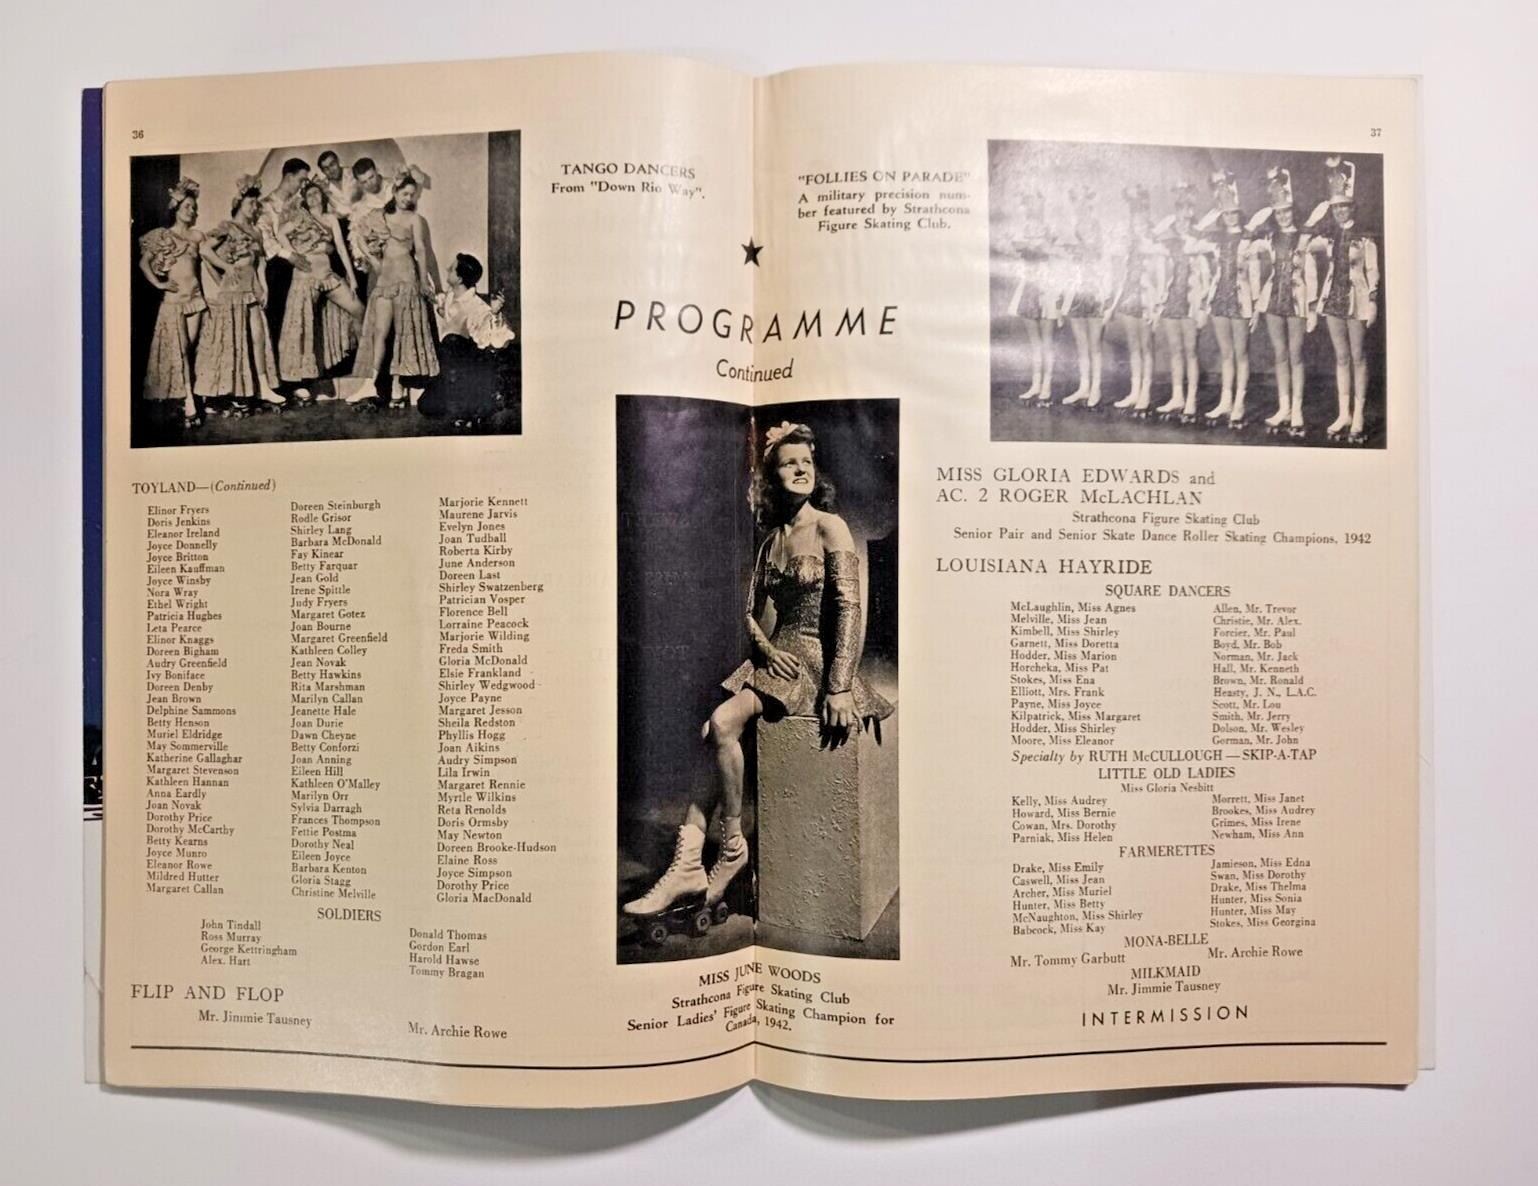 36
TANGO DANCERS
From "Down Rio Way".
"FOLLIES ON PARADE"
A military precision num-
ber featured by Strathcona
Figure Skating Club.
37
PROGRAMME
Continued
TOYLAND—(Continued)
Elinor Fryers
Doris Jenkins
Eleanor Ireland
Joyce Donnelly
Joyce Britton
Eileen Kauffman
Joyce Winsby
Nora Wray
Ethel Wright
Patricia Hughes
Leta Pearce
Elinor Knaggs
Doreen Bigham
Audry Greenfield
Ivy Boniface
Doreen Denby
Jean Brown
Delphine Sammons
Betty Henson
Muriel Eldridge
May Sommerville
Katherine Gallaghar
Margaret Stevenson
Kathleen Hannan
Anna Eardly
Joan Novak
Dorothy Price
Dorothy McCarthy
Betty Kearns
Joyce Munro
Eleanor Rowe
Mildred Hutter
Margaret Callan
Doreen Steinburgh
Rodle Grisor
Shirley Lang
Barbara McDonald
Fay Kinear
Betty Farquar
Jean Gold
Irene Spittle
Judy Fryers
Margaret Gotez
Joan Bourne
Margaret Greenfield
Kathleen Colley
Jean Novak
Betty Hawkins
Rita Marshman
Marilyn Callan
Jeanette Hale
Joan Durie
Dawn Cheyne
Betty Conforzi
Joan Anning
Eileen Hill
Kathleen O'Malley
Marilyn Orr
Sylvia Darragh
Frances Thompson
Fettie Postma
Dorothy Neal
Eileen Joyce
Barbara Kenton
Gloria Stagg
Christine Melville
Marjorie Kennett
Maurene Jarvis
Evelyn Jones
Joan Tudball
Roberta Kirby
June Anderson
Doreen Last
Shirley Swatzenberg
Patrician Vosper
Florence Bell
Lorraine Peacock
Marjorie Wilding
Freda Smith
Gloria McDonald
Elsie Frankland
Shirley Wedgwood
Joyce Payne
Margaret Jesson
Sheila Redston
Phyllis Hogg
Joan Aikins
Audry Simpson
Lila Irwin
Margaret Rennie
Myrtle Wilkins
Reta Renolds
Doris Ormsby
May Newton
Doreen Brooke-Hudson
Elaine Ross
Joyce Simpson
Dorothy Price
Gloria MacDonald
SOLDIERS
John Tindall
Ross Murray
George Kettringham
Alex. Hart
Donald Thomas
Gordon Earl
Harold Hawse
Tommy Bragan
FLIP AND FLOP
Mr. Jimmie Tausney
Mr. Archie Rowe
MISS JUNE WOODS
Strathcona Figure Skating Club
Senior Ladies' Figure Skating Champion for
Canada, 1942.
MISS GLORIA EDWARDS and
AC. 2 ROGER McLACHLAN
Strathcona Figure Skating Club
Senior Pair and Senior Skate Dance Roller Skating Champions, 1942
LOUISIANA HAYRIDE
SQUARE DANCERS
McLaughlin, Miss Agnes
Melville, Miss Jean
Kimbell, Miss Shirley
Garnett, Miss Doretta
Hodder, Miss Marion
Horcheka, Miss Pat
Stokes, Miss Ena
Elliott, Mrs. Frank
Payne, Miss Joyce
Kilpatrick, Miss Margaret
Hodder, Miss Shirley
Moore, Miss Eleanor
Allen, Mr. Trevor
Christie, Mr. Alex.
Forcier, Mr. Paul
Boyd, Mr. Bob
Norman, Mr. Jack
Hall, Mr. Kenneth
Brown, Mr. Ronald
Heasty, J. N., L.A.C.
Scott, Mr. Lou
Smith, Mr. Jerry
Dolson, Mr. Wesley
Gorman, Mr. John
Specialty by RUTH McCULLOUGH—SKIP-A-TAP
LITTLE OLD LADIES
Miss Gloria Nesbitt
Kelly, Miss Audrey
Howard, Miss Bernie
Cowan, Mrs. Dorothy
Parniak, Miss Helen
Morrett, Miss Janet
Brookes, Miss Audrey
Grimes, Miss Irene
Newham, Miss Ann
FARMERETTES
Drake, Miss Emily
Caswell, Miss Jean
Archer, Miss Muriel
Hunter, Miss Betty
McNaughton, Miss Shirley
Babcock, Miss Kay
Jamieson, Miss Edna
Swan, Miss Dorothy
Drake, Miss Thelma
Hunter, Miss Sonia
Hunter, Miss May
Stokes, Miss Georgina
MONA-BELLE
Mr. Tommy Garbutt
Mr. Archie Rowe
MILKMAID
Mr. Jimmie Tausney
INTERMISSION